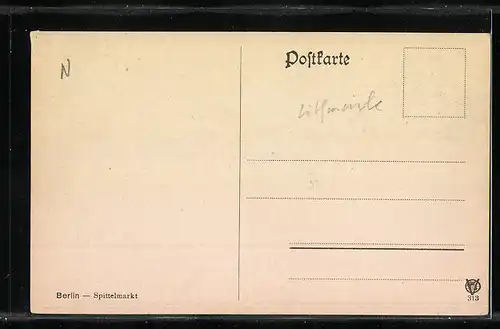 N
Postkarte
Berlin — Spittelmarkt
313